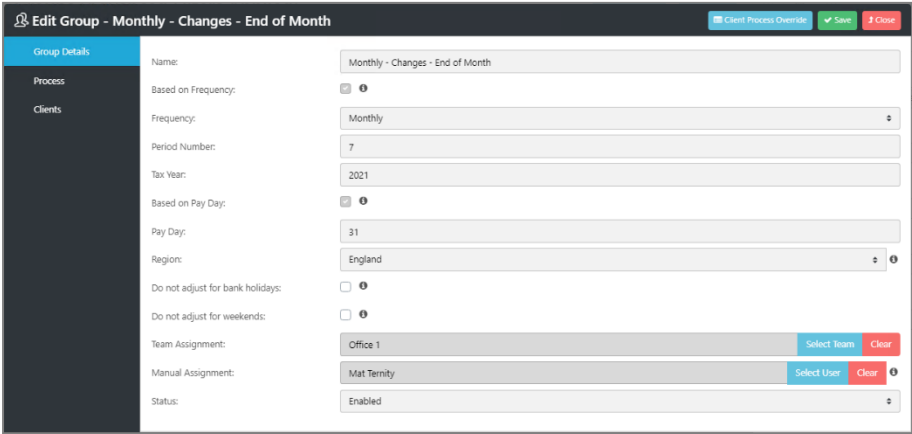 Edit Group - Monthly - Changes - End of Month
Client Process Override
Save
Close
Group Details
Process
Clients
Name: Monthly - Changes - End of Month
Based on Frequency:
Frequency: Monthly
Period Number: 7
Tax Year: 2021
Based on Pay Day:
Pay Day: 31
Region: England
Do not adjust for bank holidays:
Do not adjust for weekends:
Team Assignment: Office 1 Select Team Clear
Manual Assignment: Mat Ternity Select User Clear
Status: Enabled